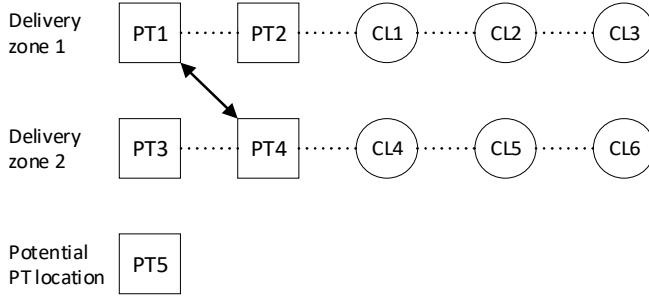 Delivery
zone 1
PT1
PT2
CL1
CL2
CL3
Delivery
zone 2
PT3
PT4
CL4
CL5
CL6
Potential
PT location
PT5